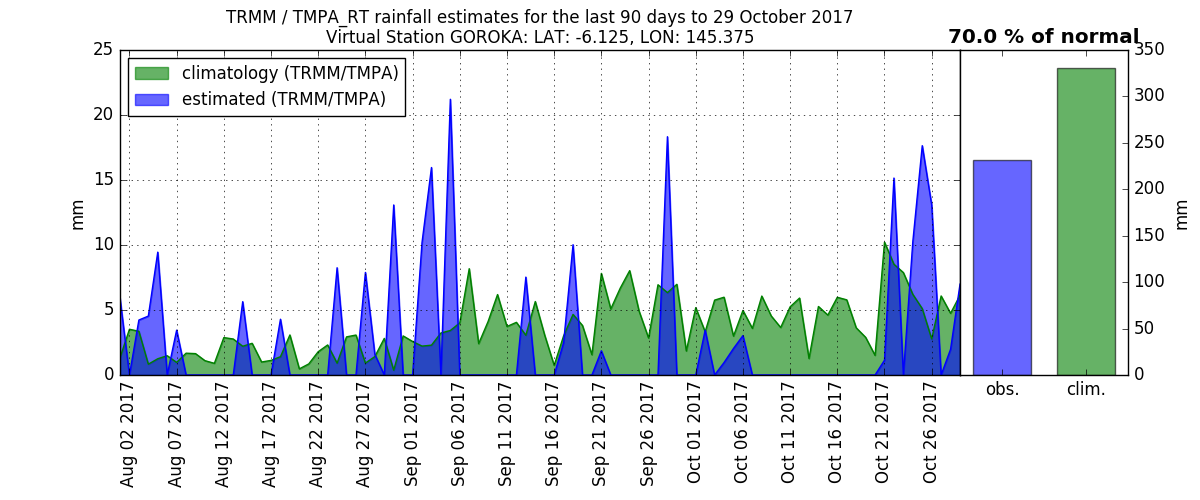 TRMM / TMPA_RT rainfall estimates for the last 90 days to 29 October 2017
Virtual Station GOROKA: LAT: -6.125, LON: 145.375
70.0 % of normal
climatology (TRMM/TMPA)
estimated (TRMM/TMPA)
mm
25
20
15
10
5
0
Aug 02 2017
Aug 07 2017
Aug 12 2017
Aug 17 2017
Aug 22 2017
Aug 27 2017
Sep 01 2017
Sep 06 2017
Sep 11 2017
Sep 16 2017
Sep 21 2017
Sep 26 2017
Oct 01 2017
Oct 06 2017
Oct 11 2017
Oct 16 2017
Oct 21 2017
Oct 26 2017
obs.
clim.
350
300
250
200
150
100
50
0
mm